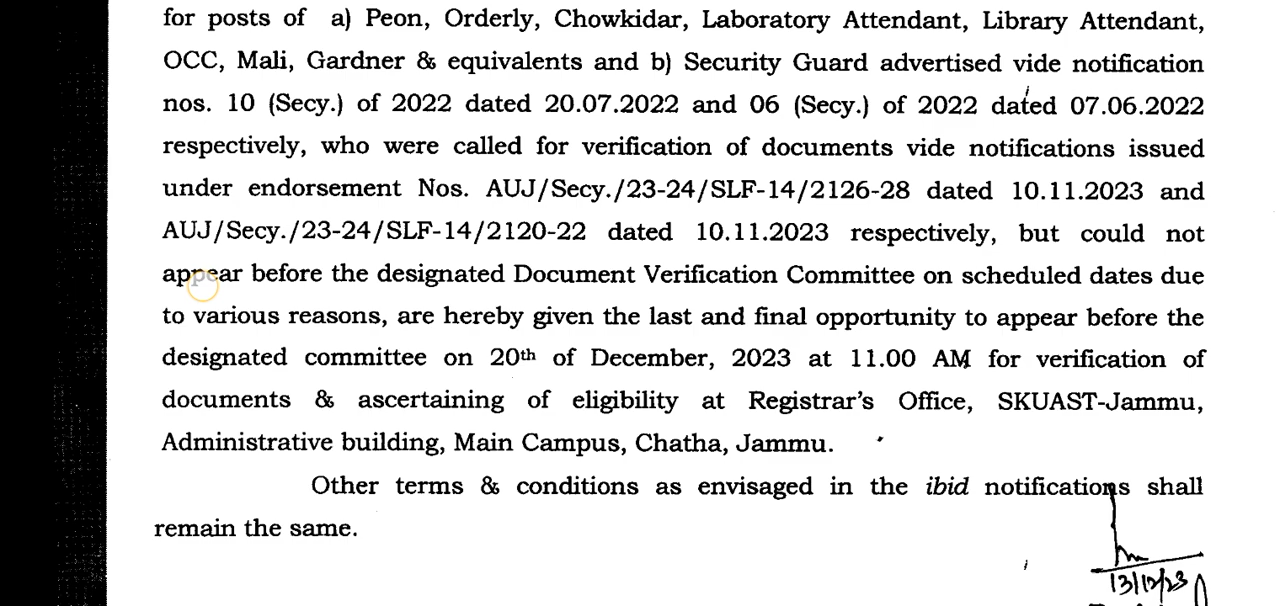 for posts of a) Peon, Orderly, Chowkidar, Laboratory Attendant, Library Attendant,
OCC, Mali, Gardner & equivalents and b) Security Guard advertised vide notification
nos. 10 (Secy.) of 2022 dated 20.07.2022 and 06 (Secy.) of 2022 dated 07.06.2022
respectively, who were called for verification of documents vide notifications issued
under endorsement Nos. AUJ/Secy./23-24/SLF-14/2126-28 dated 10.11.2023 and
AUJ/Secy./23-24/SLF-14/2120-22 dated 10.11.2023 respectively, but could not
appear before the designated Document Verification Committee on scheduled dates due
to various reasons, are hereby given the last and final opportunity to appear before the
designated committee on 20th of December, 2023 at 11.00 AM for verification of
documents & ascertaining of eligibility at Registrar's Office, SKUAST-Jammu,
Administrative building, Main Campus, Chatha, Jammu.
Other terms & conditions as envisaged in the ibid notifications shall
remain the same.
13/12/23